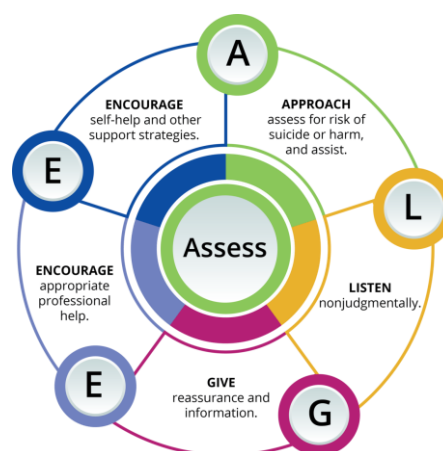 A
APPROACH
assess for risk of
suicide or harm,
and assist.
L
LISTEN
nonjudgmentally.
G
GIVE
reassurance and
information.
E
ENCOURAGE
appropriate
professional
help.
E
ENCOURAGE
self-help and other
support strategies.
Assess